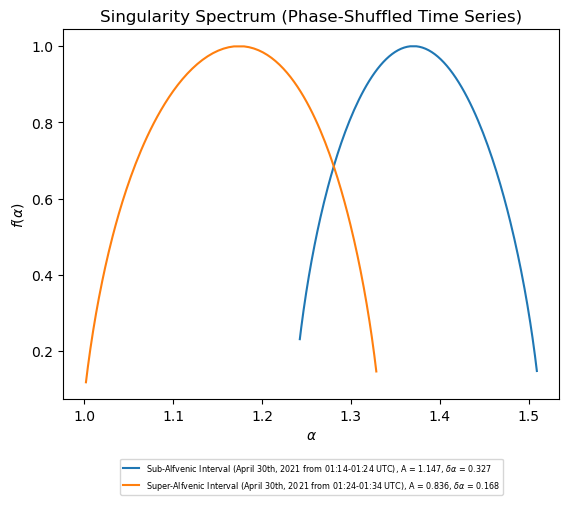 Singularity Spectrum (Phase-Shuffled Time Series)
1.0
0.8
0.6
0.4
0.2
f(α)
1.0 1.1 1.2 1.3 1.4 1.5
α
Sub-Alfvenic Interval (April 30th, 2021 from 01:14-01:24 UTC), A = 1.147, δα = 0.327
Super-Alfvenic Interval (April 30th, 2021 from 01:24-01:34 UTC), A = 0.836, δα = 0.168